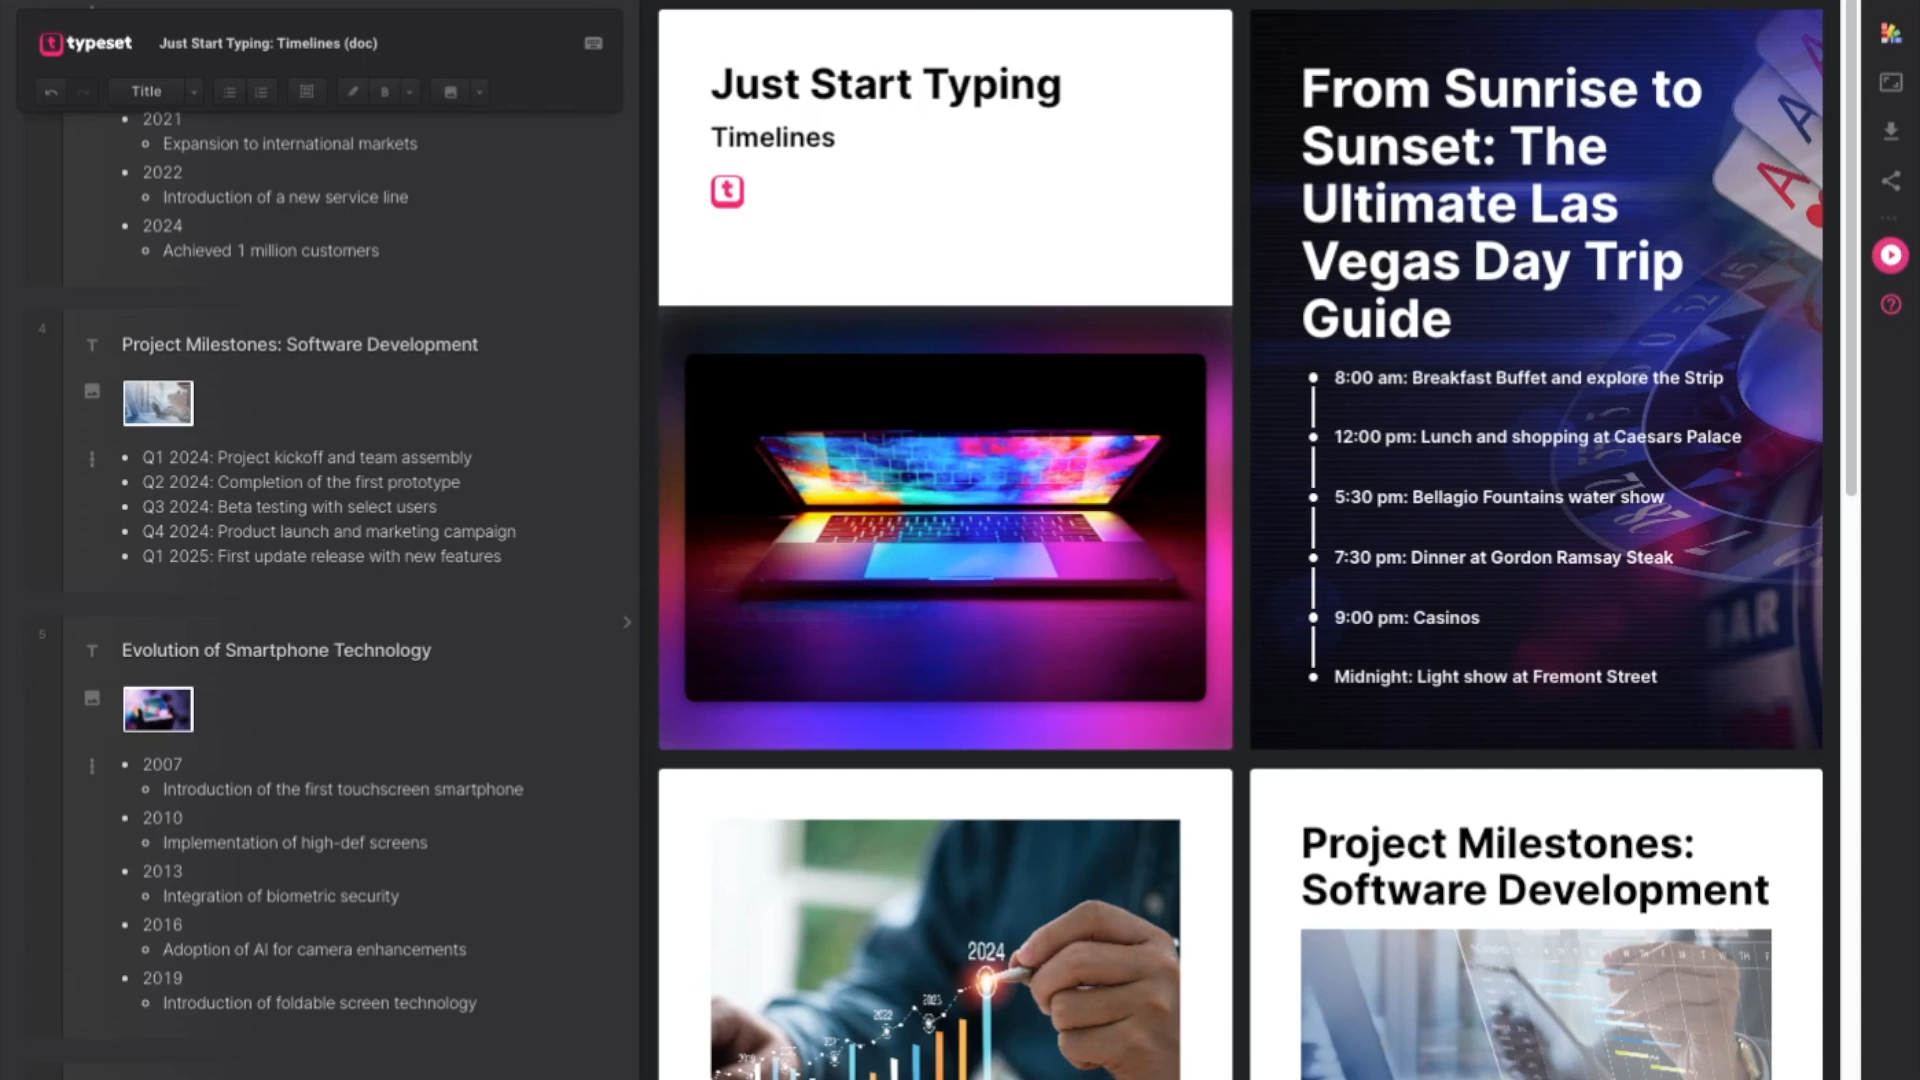 typeset
Just Start Typing: Timelines (doc)
Title
B
2021
Expansion to international markets
2022
Introduction of a new service line
2024
Achieved 1 million customers
4
T
Project Milestones: Software Development
Q1 2024: Project kickoff and team assembly
Q2 2024: Completion of the first prototype
Q3 2024: Beta testing with select users
Q4 2024: Product launch and marketing campaign
Q1 2025: First update release with new features
5
T
Evolution of Smartphone Technology
2007
Introduction of the first touchscreen smartphone
2010
Implementation of high-def screens
2013
Integration of biometric security
2016
Adoption of AI for camera enhancements
2019
Introduction of foldable screen technology
Just Start Typing
Timelines
t
From Sunrise to
Sunset: The
Ultimate Las
Vegas Day Trip
Guide
8:00 am: Breakfast Buffet and explore the Strip
12:00 pm: Lunch and shopping at Caesars Palace
5:30 pm: Bellagio Fountains water show
7:30 pm: Dinner at Gordon Ramsay Steak
9:00 pm: Casinos
Midnight: Light show at Fremont Street
A
A
BAR
2024
2023
2022
Project Milestones:
Software Development